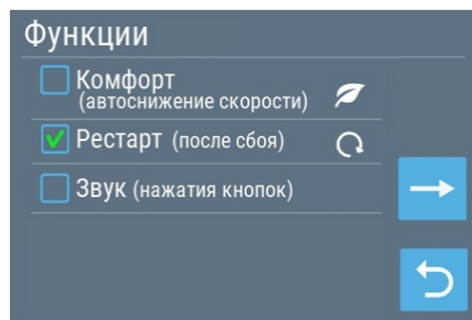 Функции
Комфорт
(автоснижение скорости)
Рестарт (после сбоя)
Звук (нажатия кнопок)